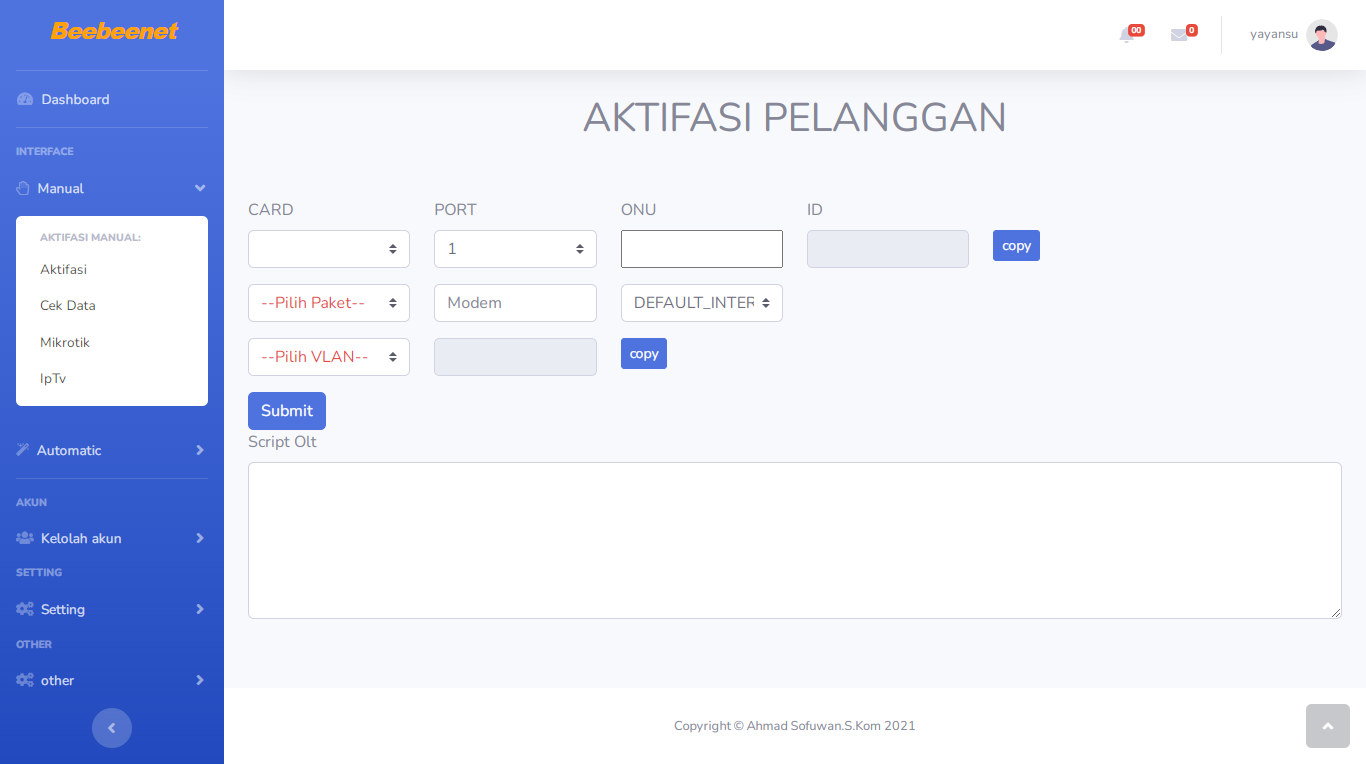 Beebeenet
00
0
yayansu
Dashboard
INTERFACE
Manual
AKTIFASI MANUAL:
Aktifasi
Cek Data
Mikrotik
IpTv
Automatic
AKUN
Kelolah akun
SETTING
Setting
OTHER
other
AKTIFASI PELANGGAN
CARD PORT ONU ID
1 copy
--Pilih Paket-- Modem DEFAULT_INTER
--Pilih VLAN-- copy
Submit
Script Olt
Copyright © Ahmad Sofuwan.S.Kom 2021